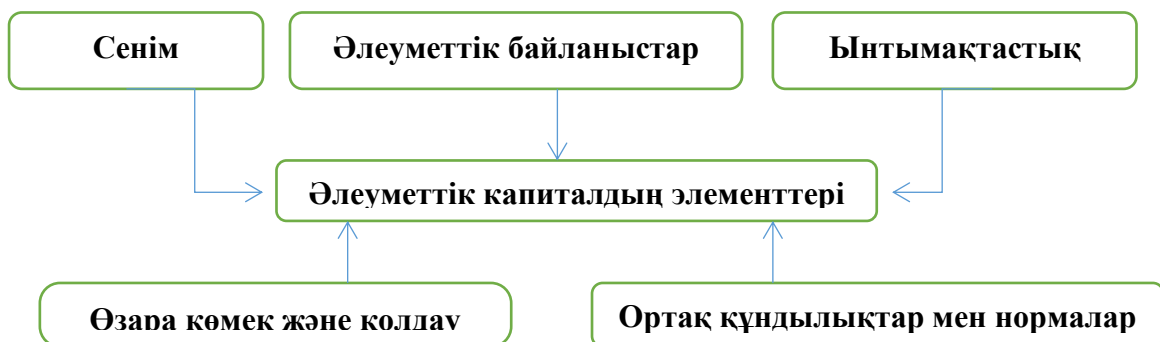 Сенім
Әлеуметтік байланыстар
Ынтымақтастық
Әлеуметтік капиталдың элементтері
Өзара көмек және қолдау
Ортақ құндылықтар мен нормалар